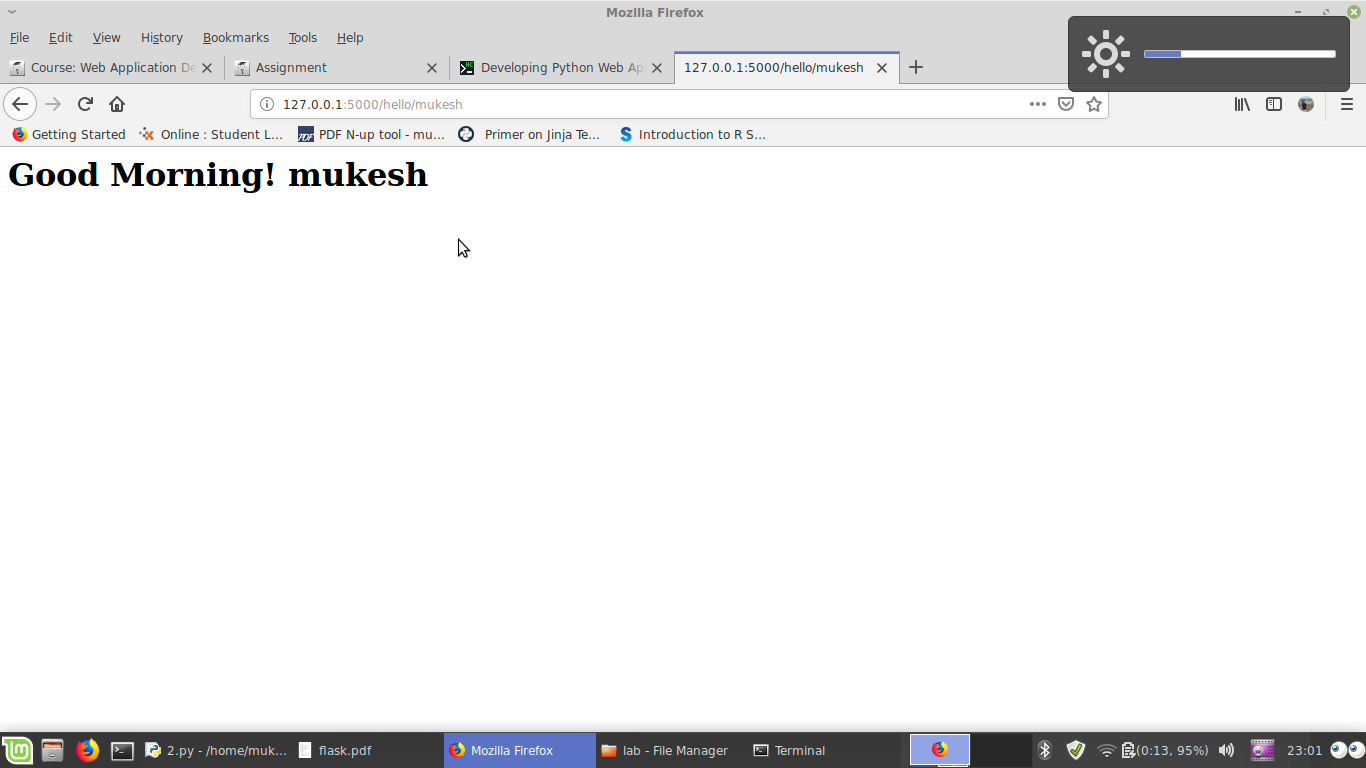 Mozilla Firefox
File Edit View History Bookmarks Tools Help
Course: Web Application De
Assignment
Developing Python Web Ap
127.0.0.1:5000/hello/mukesh
127.0.0.1:5000/hello/mukesh
Getting Started Online : Student L... PDF N-up tool - mu... Primer on Jinja Te... Introduction to R S...
Good Morning! mukesh
2.py - /home/muk... flask.pdf Mozilla Firefox lab - File Manager Terminal (0:13, 95%) 23:01